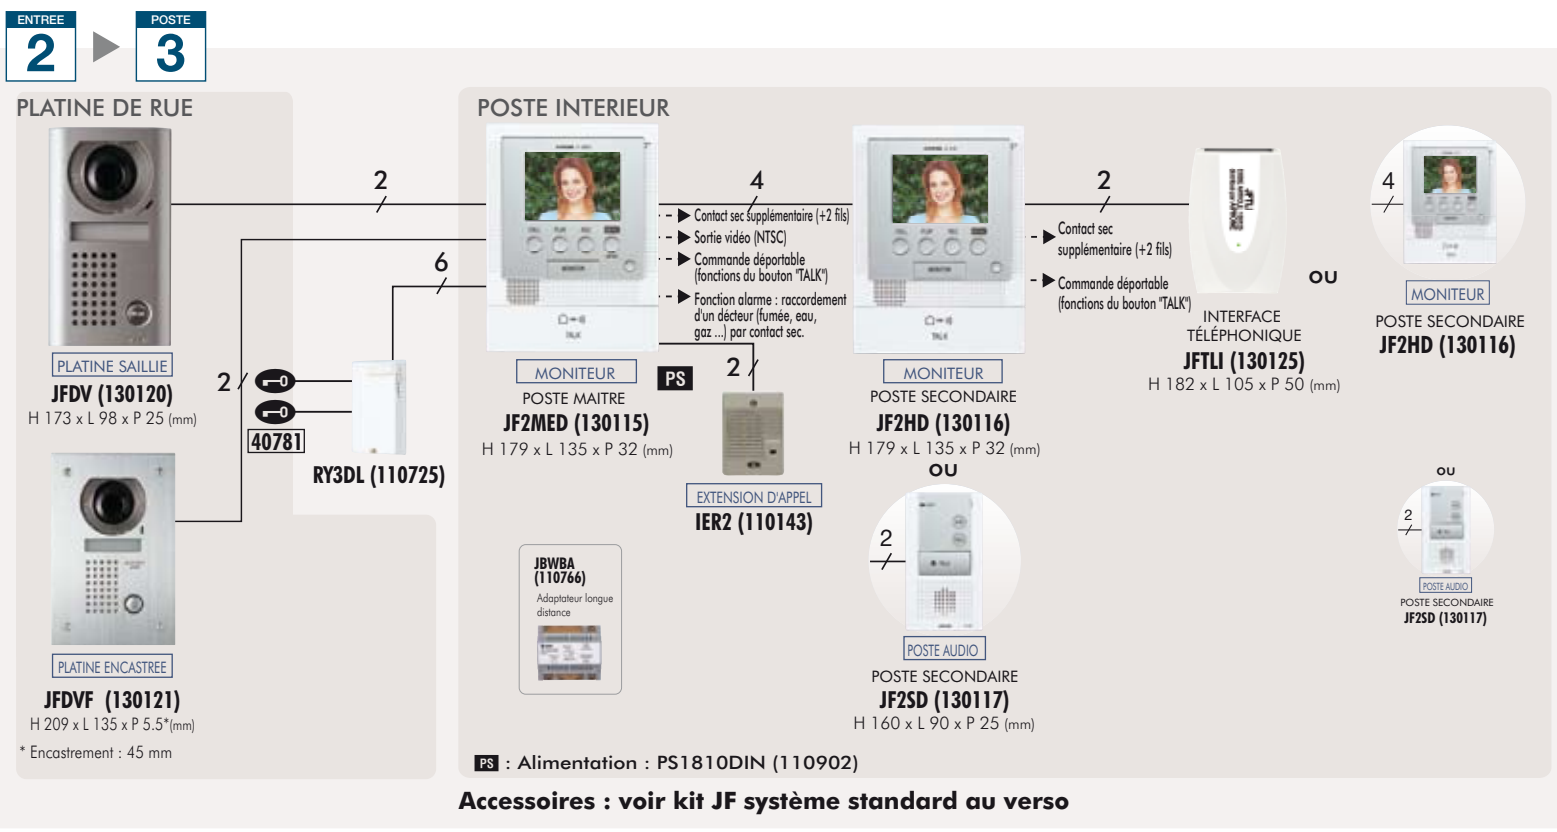 ENTREE
2
POSTE
3
PLATINE DE RUE
PLATINE SAILLIE
JFDV (130120)
H 173 x L 98 x P 25 (mm)
PLATINE ENCASTREE
JFDVF (130121)
H 209 x L 135 x P 5.5*(mm)
* Encastrement : 45 mm
2
2
6
40781
RY3DL (110725)
POSTE INTERIEUR
MONITOR
TALK
MONITEUR
PS
POSTE MAITRE
JF2MED (130115)
H 179 x L 135 x P 32 (mm)
4
Contact sec supplémentaire (+2 fils)
Sortie vidéo (NTSC)
Commande déportable
(fonctions du bouton "TALK")
Fonction alarme : raccordement
d'un décteur (fumée, eau,
gaz ...) par contact sec.
2
EXTENSION D'APPEL
IER2 (110143)
JBWBA
(110766)
Adaptateur longue
distance
MONITOR
TALK
MONITEUR
POSTE SECONDAIRE
JF2HD (130116)
H 179 x L 135 x P 32 (mm)
OU
2
POSTE AUDIO
POSTE SECONDAIRE
JF2SD (130117)
H 160 x L 90 x P 25 (mm)
2
Contact sec
supplémentaire (+2 fils)
Commande déportable
(fonctions du bouton "TALK")
JFTLI
INTERFACE
TÉLÉPHONIQUE
JFTLI (130125)
H 182 x L 105 x P 50 (mm)
OU
4
MONITEUR
POSTE SECONDAIRE
JF2HD (130116)
OU
2
POSTE AUDIO
POSTE SECONDAIRE
JF2SD (130117)
PS : Alimentation : PS1810DIN (110902)
Accessoires : voir kit JF système standard au verso